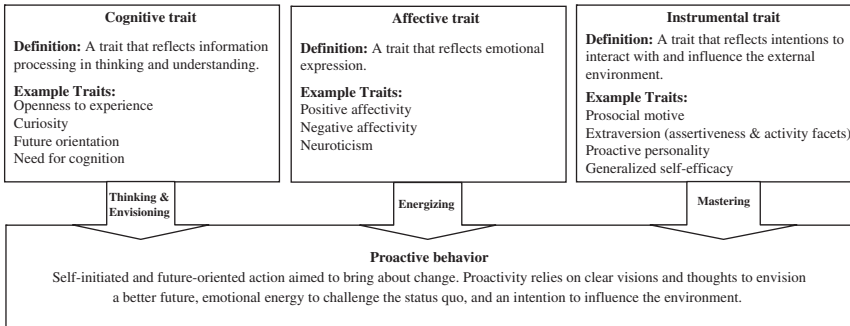 Cognitive trait
Definition: A trait that reflects information
processing in thinking and understanding.
Example Traits:
Openness to experience
Curiosity
Future orientation
Need for cognition
Affective trait
Definition: A trait that reflects emotional
expression.
Example Traits:
Positive affectivity
Negative affectivity
Neuroticism
Instrumental trait
Definition: A trait that reflects intentions to
interact with and influence the external
environment.
Example Traits:
Prosocial motive
Extraversion (assertiveness & activity facets)
Proactive personality
Generalized self-efficacy
Thinking &
Envisioning
Energizing
Mastering
Proactive behavior
Self-initiated and future-oriented action aimed to bring about change. Proactivity relies on clear visions and thoughts to envision
a better future, emotional energy to challenge the status quo, and an intention to influence the environment.